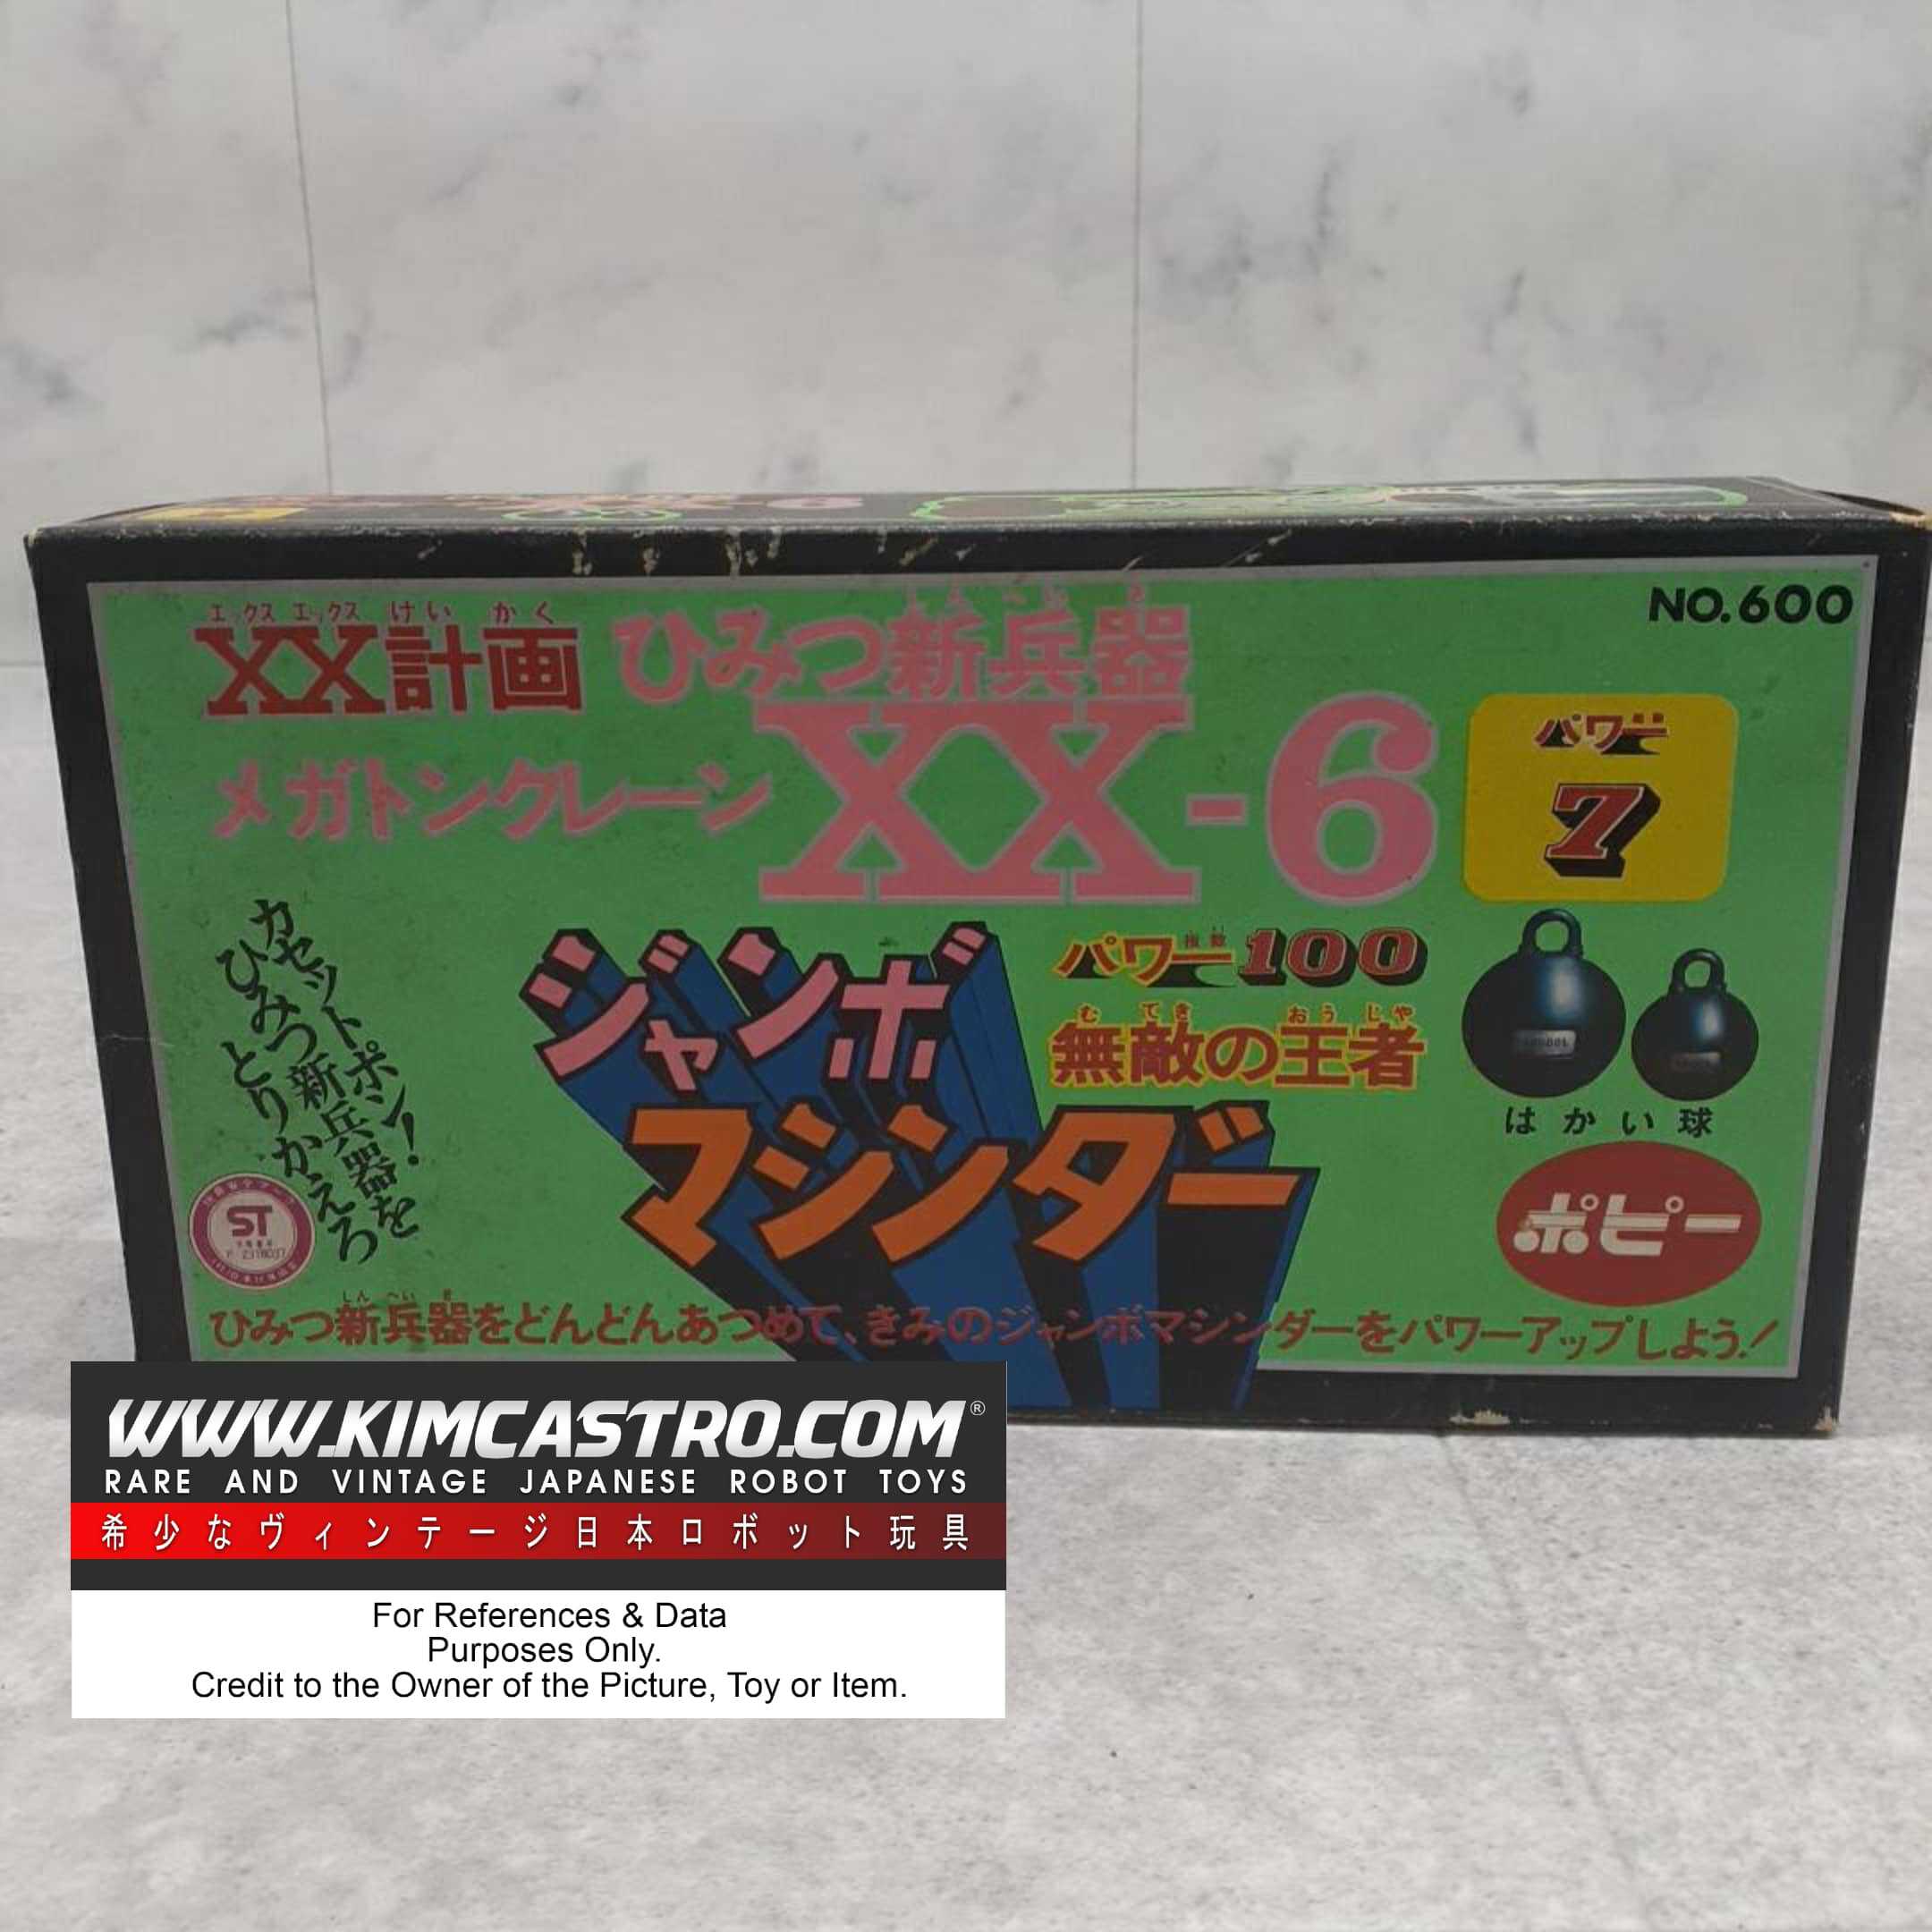 NO.600
エックス エックス けい かく
XX計画 ひみつ新兵器
メガトンクレーン XX-6
パワー
7
カセットポン!
ひみつ新兵器を
とりかえろ
ジャンボ
マシンダー
パワー100
む てき おう じゃ
無敵の王者
はかい球
ポピー
ST
しん へい き
ひみつ新兵器をどんどんあつめて、きみのジャンボマシンダーをパワーアップしよう!
WWW.KIMCASTRO.COM®
RARE AND VINTAGE JAPANESE ROBOT TOYS
希少なヴィンテージ日本ロボット玩具
For References & Data
Purposes Only.
Credit to the Owner of the Picture, Toy or Item.